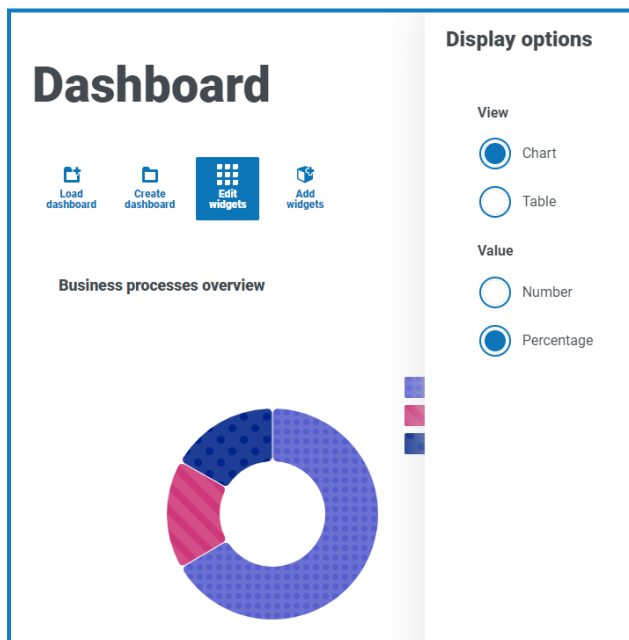 Display options
Dashboard
View
Chart
Load
dashboard
Create
dashboard
Edit
widgets
Add
widgets
Table
Value
Business processes overview
Number
Percentage